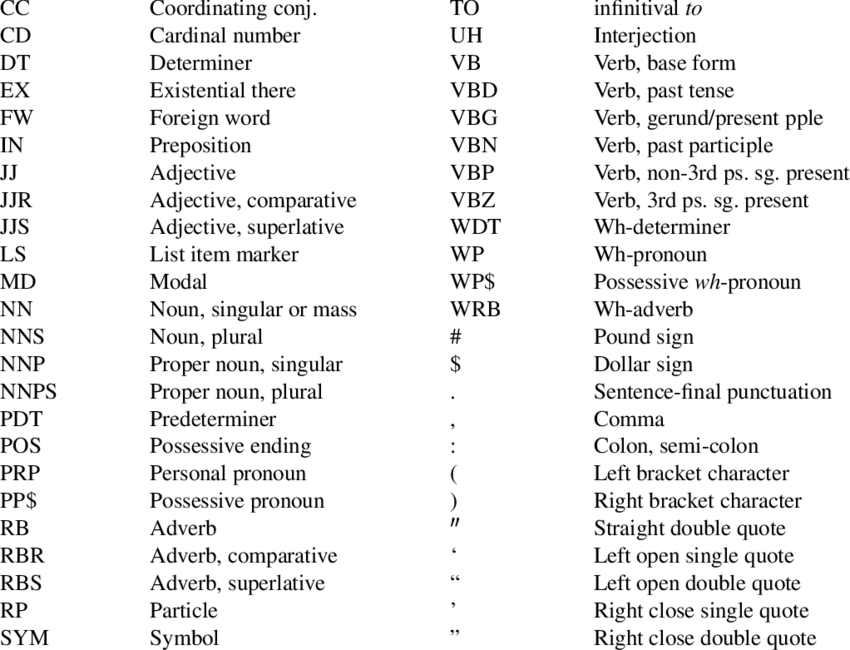 CC Coordinating conj. TO infinitival to
CD Cardinal number UH Interjection
DT Determiner VB Verb, base form
EX Existential there VBD Verb, past tense
FW Foreign word VBG Verb, gerund/present pple
IN Preposition VBN Verb, past participle
JJ Adjective VBP Verb, non-3rd ps. sg. present
JJR Adjective, comparative VBZ Verb, 3rd ps. sg. present
JJS Adjective, superlative WDT Wh-determiner
LS List item marker WP Wh-pronoun
MD Modal WP$ Possessive wh-pronoun
NN Noun, singular or mass WRB Wh-adverb
NNS Noun, plural # Pound sign
NNP Proper noun, singular $ Dollar sign
NNPS Proper noun, plural . Sentence-final punctuation
PDT Predeterminer , Comma
POS Possessive ending : Colon, semi-colon
PRP Personal pronoun ( Left bracket character
PP$ Possessive pronoun ) Right bracket character
RB Adverb " Straight double quote
RBR Adverb, comparative ‘ Left open single quote
RBS Adverb, superlative “ Left open double quote
RP Particle ’ Right close single quote
SYM Symbol ” Right close double quote